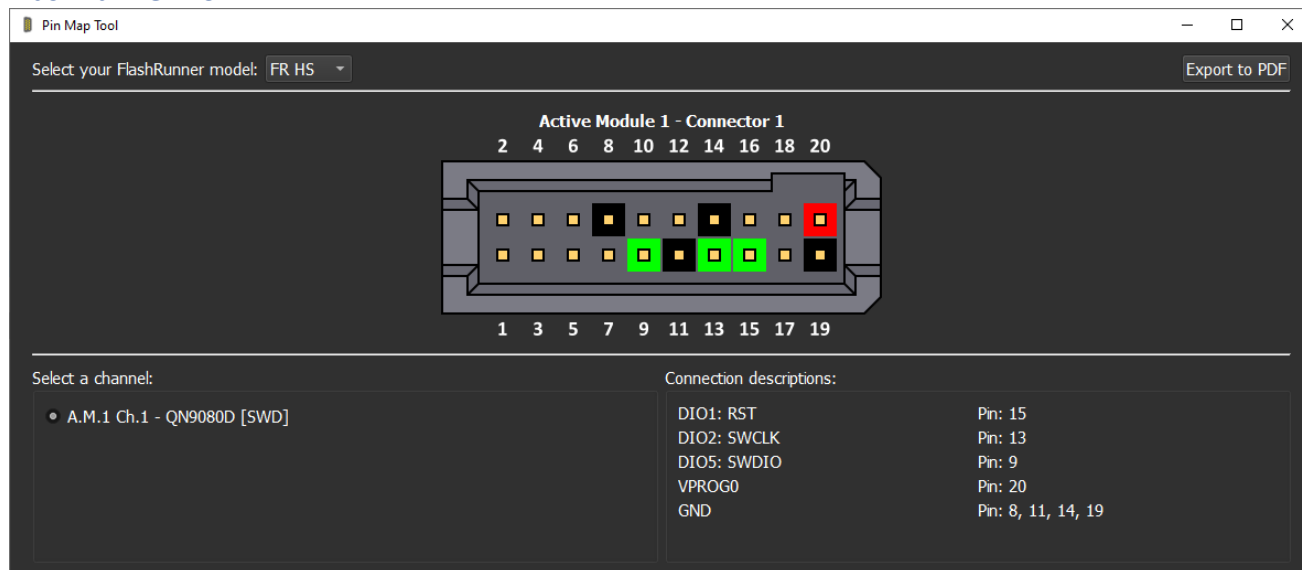 Pin Map Tool
Select your FlashRunner model: FR HS
Export to PDF
Active Module 1 - Connector 1
2 4 6 8 10 12 14 16 18 20
1 3 5 7 9 11 13 15 17 19
Select a channel:
A.M.1 Ch.1 - QN9080D [SWD]
Connection descriptions:
DIO1: RST Pin: 15
DIO2: SWCLK Pin: 13
DIO5: SWDIO Pin: 9
VPROG0 Pin: 20
GND Pin: 8, 11, 14, 19